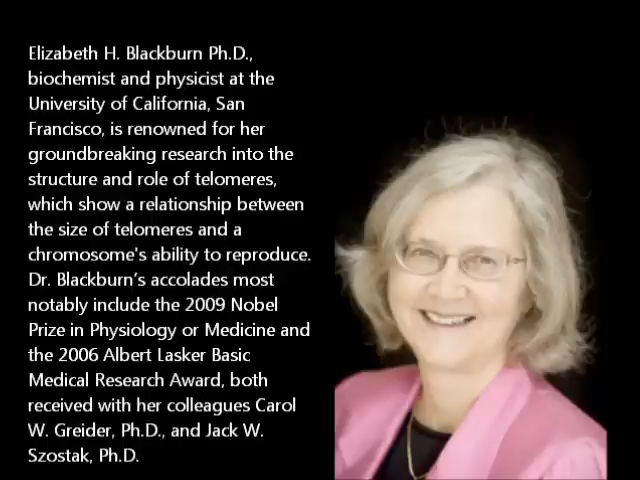 Elizabeth H. Blackburn Ph.D.,
biochemist and physicist at the
University of California, San
Francisco, is renowned for her
groundbreaking research into the
structure and role of telomeres,
which show a relationship between
the size of telomeres and a
chromosome's ability to reproduce.
Dr. Blackburn’s accolades most
notably include the 2009 Nobel
Prize in Physiology or Medicine and
the 2006 Albert Lasker Basic
Medical Research Award, both
received with her colleagues Carol
W. Greider, Ph.D., and Jack W.
Szostak, Ph.D.